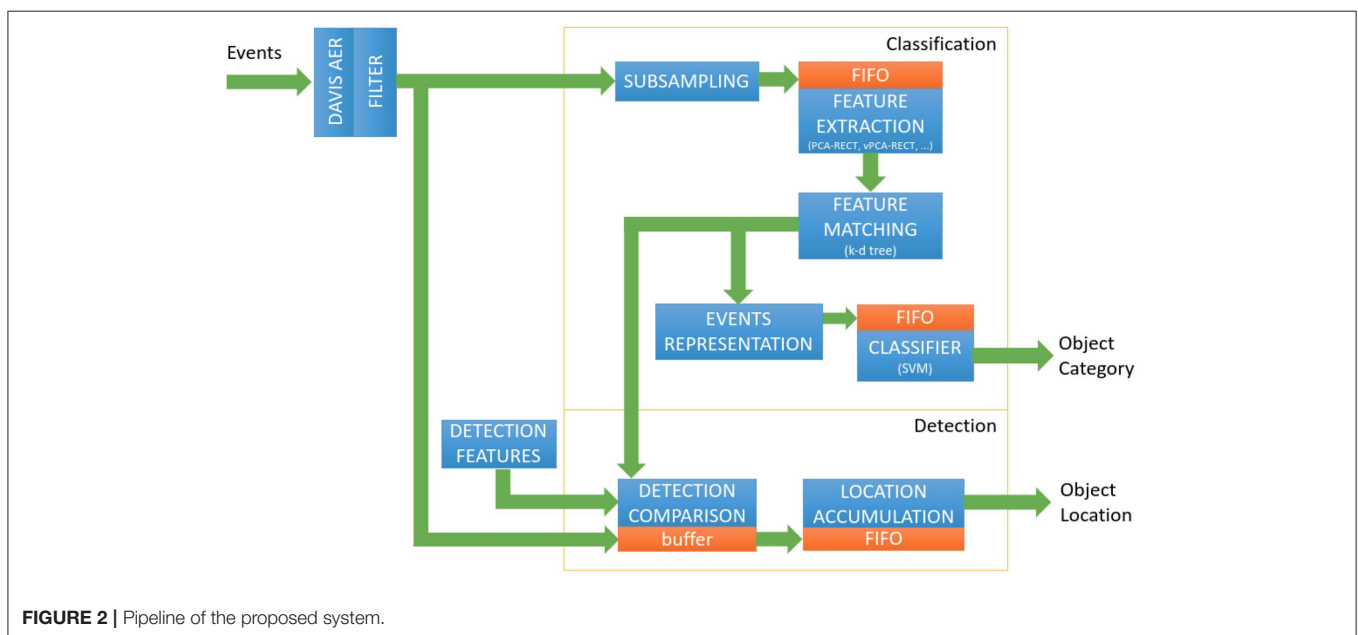 Events
DAVIS AER
FILTER
Classification
SUBSAMPLING
FIFO
FEATURE
EXTRACTION
(PCA-RECT, vPCA-RECT, ...)
FEATURE
MATCHING
(k-d tree)
EVENTS
REPRESENTATION
FIFO
CLASSIFIER
(SVM)
Object
Category
Detection
DETECTION
FEATURES
DETECTION
COMPARISON
buffer
LOCATION
ACCUMULATION
FIFO
Object
Location
FIGURE 2 | Pipeline of the proposed system.